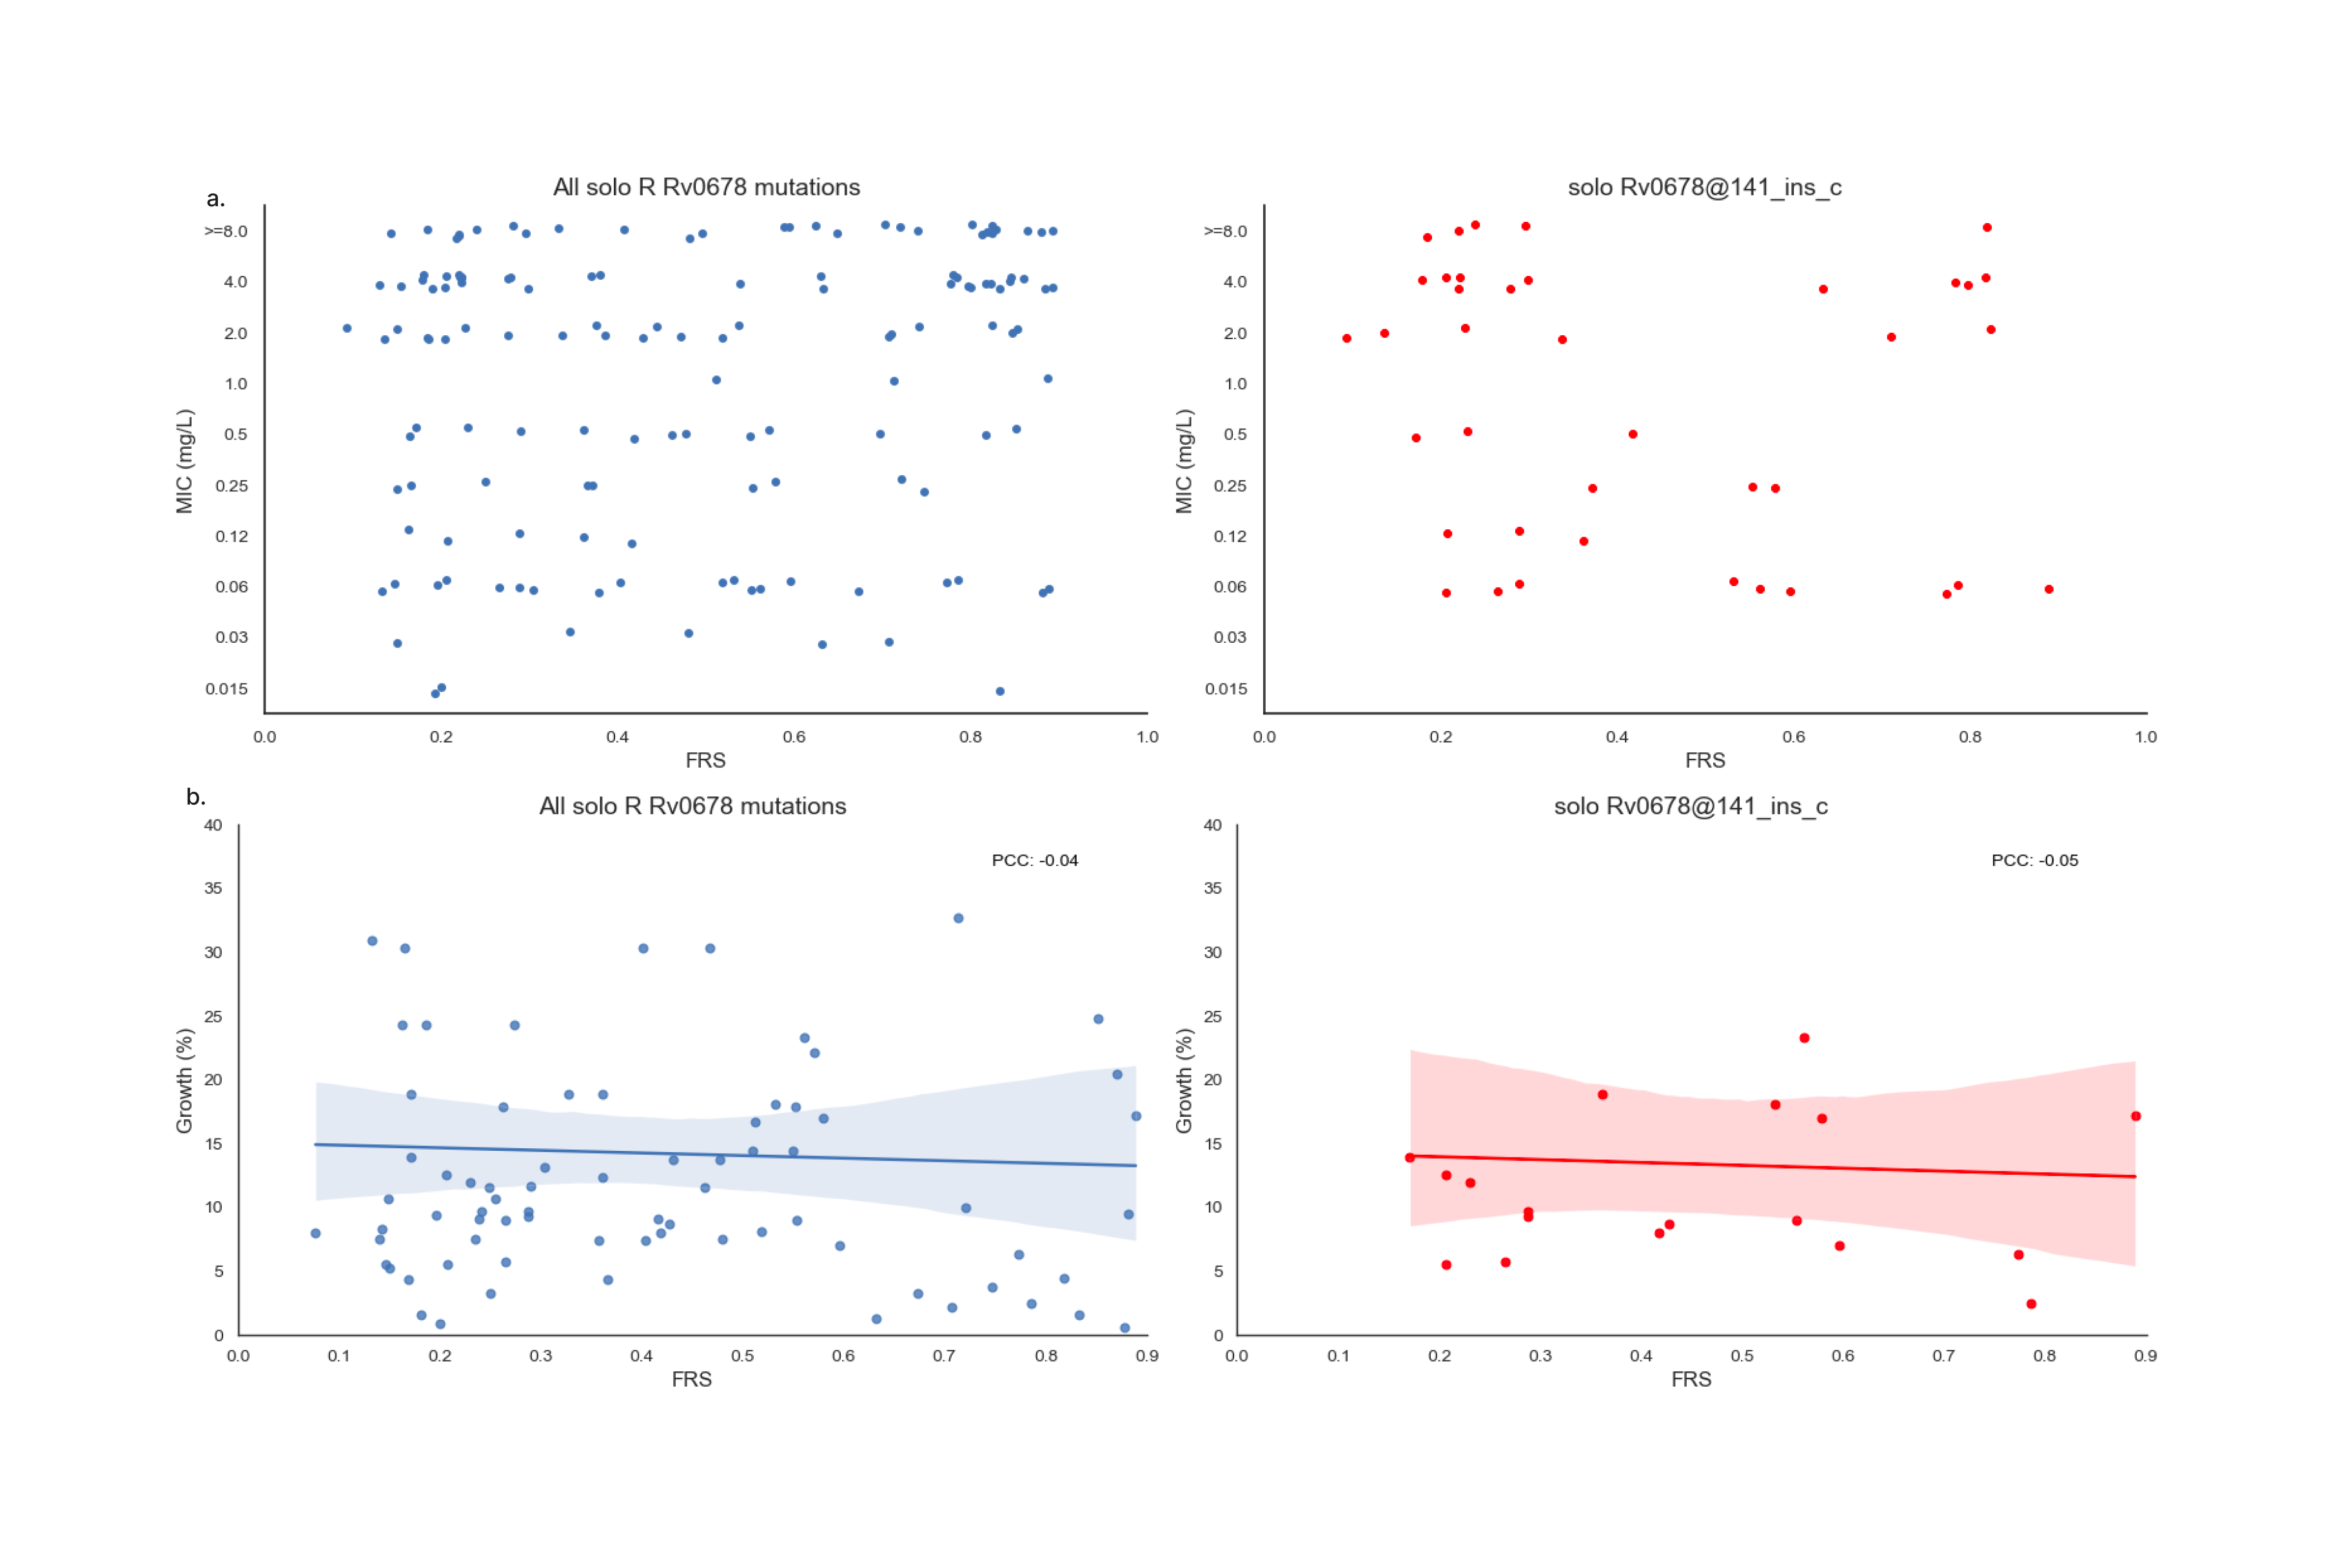 a.
All solo R Rv0678 mutations
>=8.0
4.0
2.0
1.0
0.5
0.25
0.12
0.06
0.03
0.015
MIC (mg/L)
0.0 0.2 0.4 0.6 0.8 1.0
FRS
solo Rv0678@141_ins_c
>=8.0
4.0
2.0
1.0
0.5
0.25
0.12
0.06
0.03
0.015
MIC (mg/L)
0.0 0.2 0.4 0.6 0.8 1.0
FRS
b.
All solo R Rv0678 mutations
PCC: -0.04
40
35
30
25
20
15
10
5
0
Growth (%)
0.0 0.1 0.2 0.3 0.4 0.5 0.6 0.7 0.8 0.9
FRS
solo Rv0678@141_ins_c
PCC: -0.05
40
35
30
25
20
15
10
5
0
Growth (%)
0.0 0.1 0.2 0.3 0.4 0.5 0.6 0.7 0.8 0.9
FRS